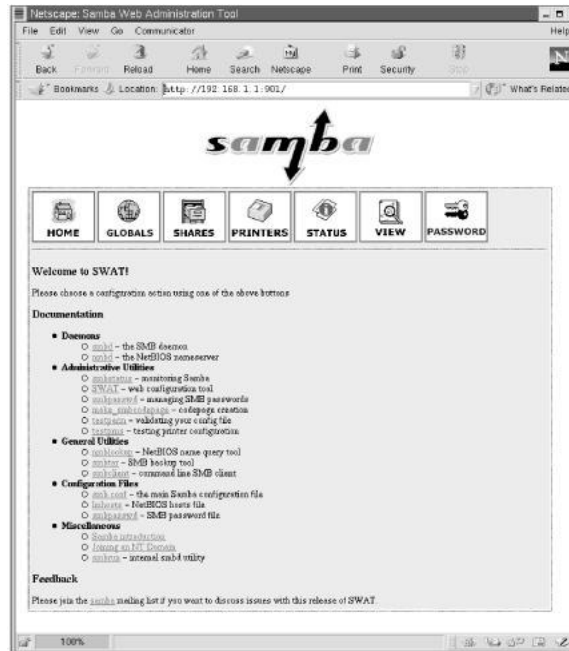 Netscape: Samba Web Administration Tool
File Edit View Go Communicator Help
Back Forward Reload Home Search Netscape Print Security Stop
Bookmarks Location: http://192.168.1.1:901/ What's Related
samba
HOME GLOBALS SHARES PRINTERS STATUS VIEW PASSWORD
Welcome to SWAT!
Please choose a configuration action using one of the above buttons
Documentation
Daemons
smbd - the SMB daemon
nmbd - the NetBIOS nameserver
Administrative Utilities
smbstatus - monitoring Samba
SWAT - web configuration tool
smbpasswd - managing SMB passwords
make_smbcodepage - codepage creation
testparm - validating your config file
testprns - testing printer configuration
General Utilities
nmblookup - NetBIOS name query tool
smbtar - SMB backup tool
smbclient - command line SMB client
Configuration Files
smb.conf - the main Samba configuration file
lmhosts - NetBIOS hosts file
smbpasswd - SMB password file
Miscellaneous
Samba introduction
Joining an NT Domain
smbrun - internal smbd utility
Feedback
Please join the samba mailing list if you want to discuss issues with this release of SWAT.
100%